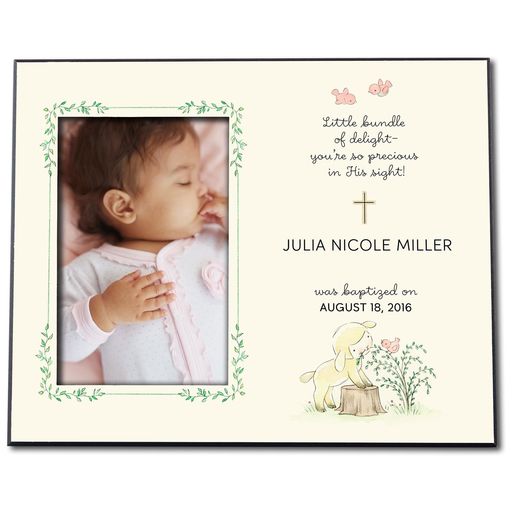 Little bundle
of delight–
you're so precious
in His sight!
JULIA NICOLE MILLER
was baptized on
AUGUST 18, 2016